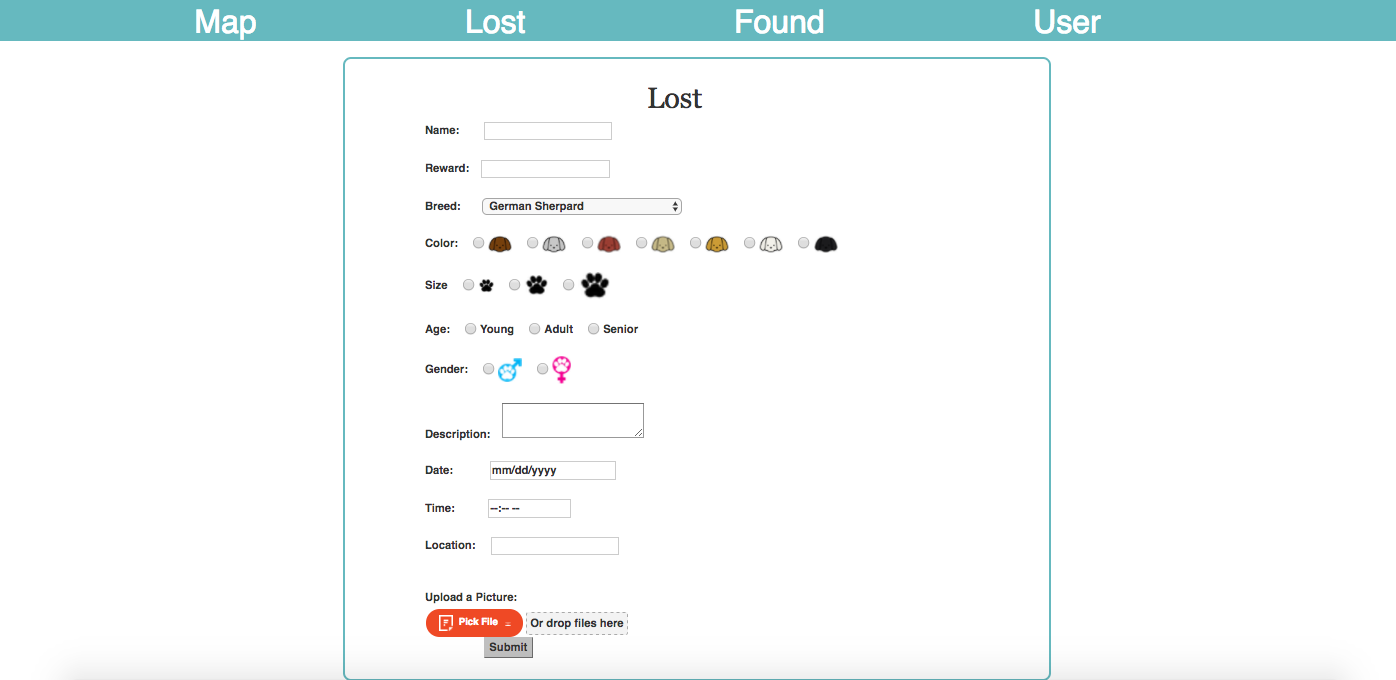 Map Lost Found User
Lost
Name:
Reward:
Breed: German Sherpard
Color:
Size
Age: Young Adult Senior
Gender:
Description:
Date: mm/dd/yyyy
Time: --:-- --
Location:
Upload a Picture:
Pick File Or drop files here
Submit